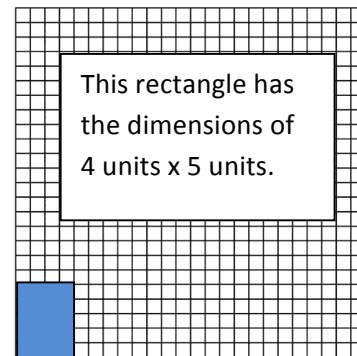 This rectangle has
the dimensions of
4 units x 5 units.